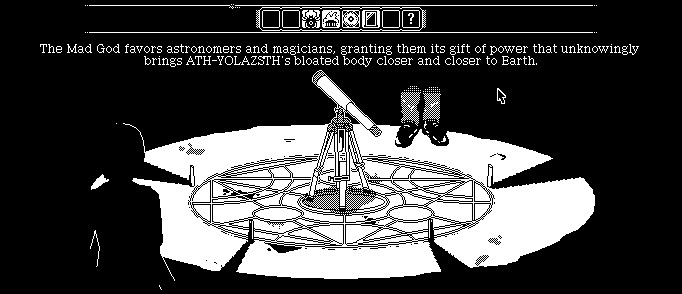 ?
The Mad God favors astronomers and magicians, granting them its gift of power that unknowingly
brings ATH-YOLAZSTH's bloated body closer and closer to Earth.